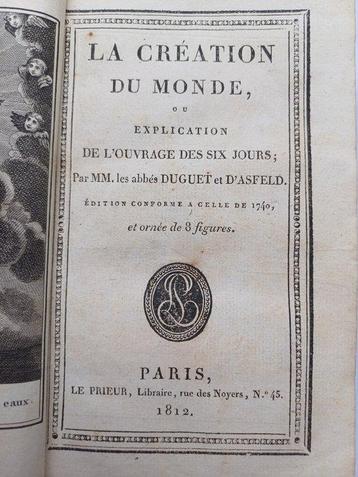 LA CRÉATION
DU MONDE,
OU
EXPLICATION
DE L'OUVRAGE DES SIX JOURS;
Par MM. les abbés DUGUET et D'ASFELD.
ÉDITION CONFORME A CELLE DE 1740,
et ornée de 8 figures.
PARIS,
LE PRIEUR, Libraire, rue des Noyers, N.º 45.
1812.
eaux.